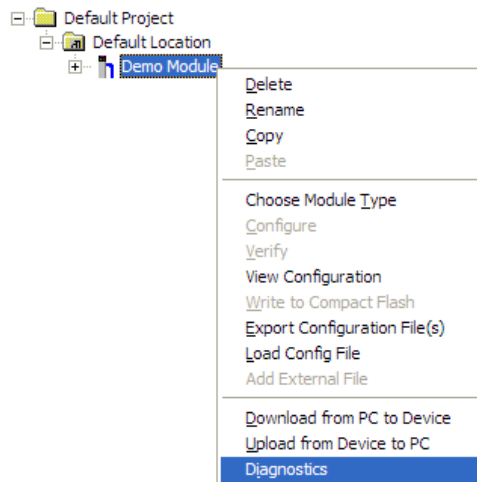 Default Project
Default Location
Demo Module
Delete
Rename
Copy
Paste
Choose Module Type
Configure
Verify
View Configuration
Write to Compact Flash
Export Configuration File(s)
Load Config File
Add External File
Download from PC to Device
Upload from Device to PC
Diagnostics